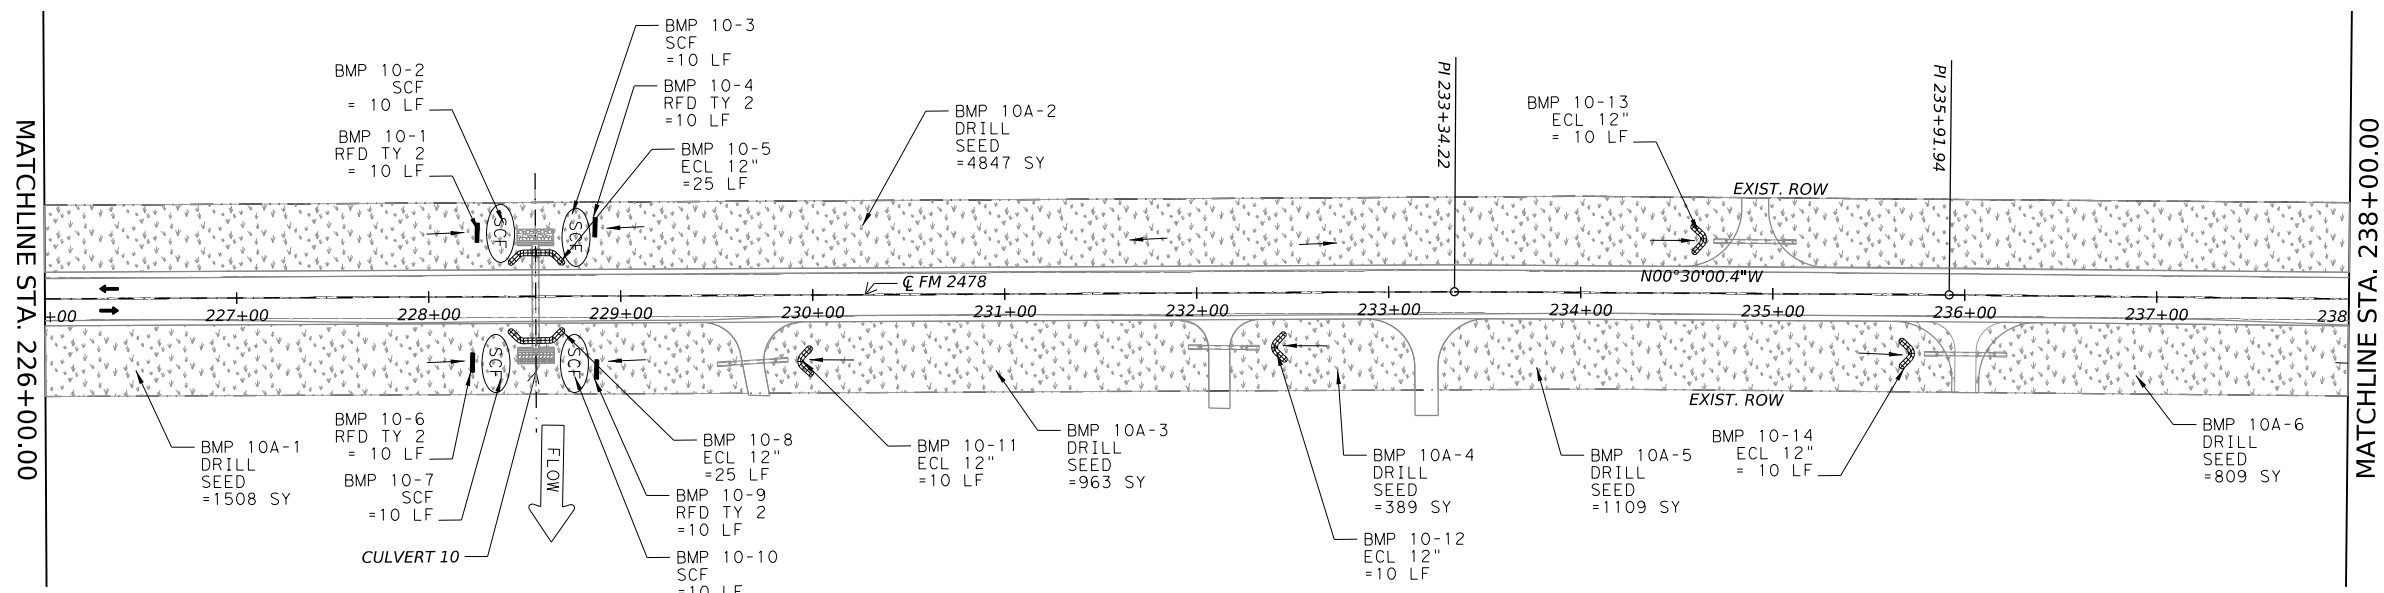 BMP 10-3
SCF
=10 LF
BMP 10-2
SCF
= 10 LF
BMP 10-4
RFD TY 2
=10 LF
BMP 10-1
RFD TY 2
= 10 LF
BMP 10-5
ECL 12"
=25 LF
BMP 10A-2
DRILL
SEED
=4847 SY
PI 233+34.22
BMP 10-13
ECL 12"
= 10 LF
PI 235+91.94
MATCHLINE STA. 226+00.00
MATCHLINE STA. 238+00.00
EXIST. ROW
SCF
SCF
N00°30'00.4"W
℄ FM 2478
+00
227+00
228+00
229+00
230+00
231+00
232+00
233+00
234+00
235+00
236+00
237+00
238
SCF
SCF
EXIST. ROW
BMP 10-6
RFD TY 2
= 10 LF
BMP 10A-1
DRILL
SEED
=1508 SY
BMP 10-7
SCF
=10 LF
CULVERT 10
FLOW
BMP 10-8
ECL 12"
=25 LF
BMP 10-9
RFD TY 2
=10 LF
BMP 10-10
SCF
=10 LF
BMP 10-11
ECL 12"
=10 LF
BMP 10A-3
DRILL
SEED
=963 SY
BMP 10A-4
DRILL
SEED
=389 SY
BMP 10-12
ECL 12"
=10 LF
BMP 10A-5
DRILL
SEED
=1109 SY
BMP 10-14
ECL 12"
= 10 LF
BMP 10A-6
DRILL
SEED
=809 SY